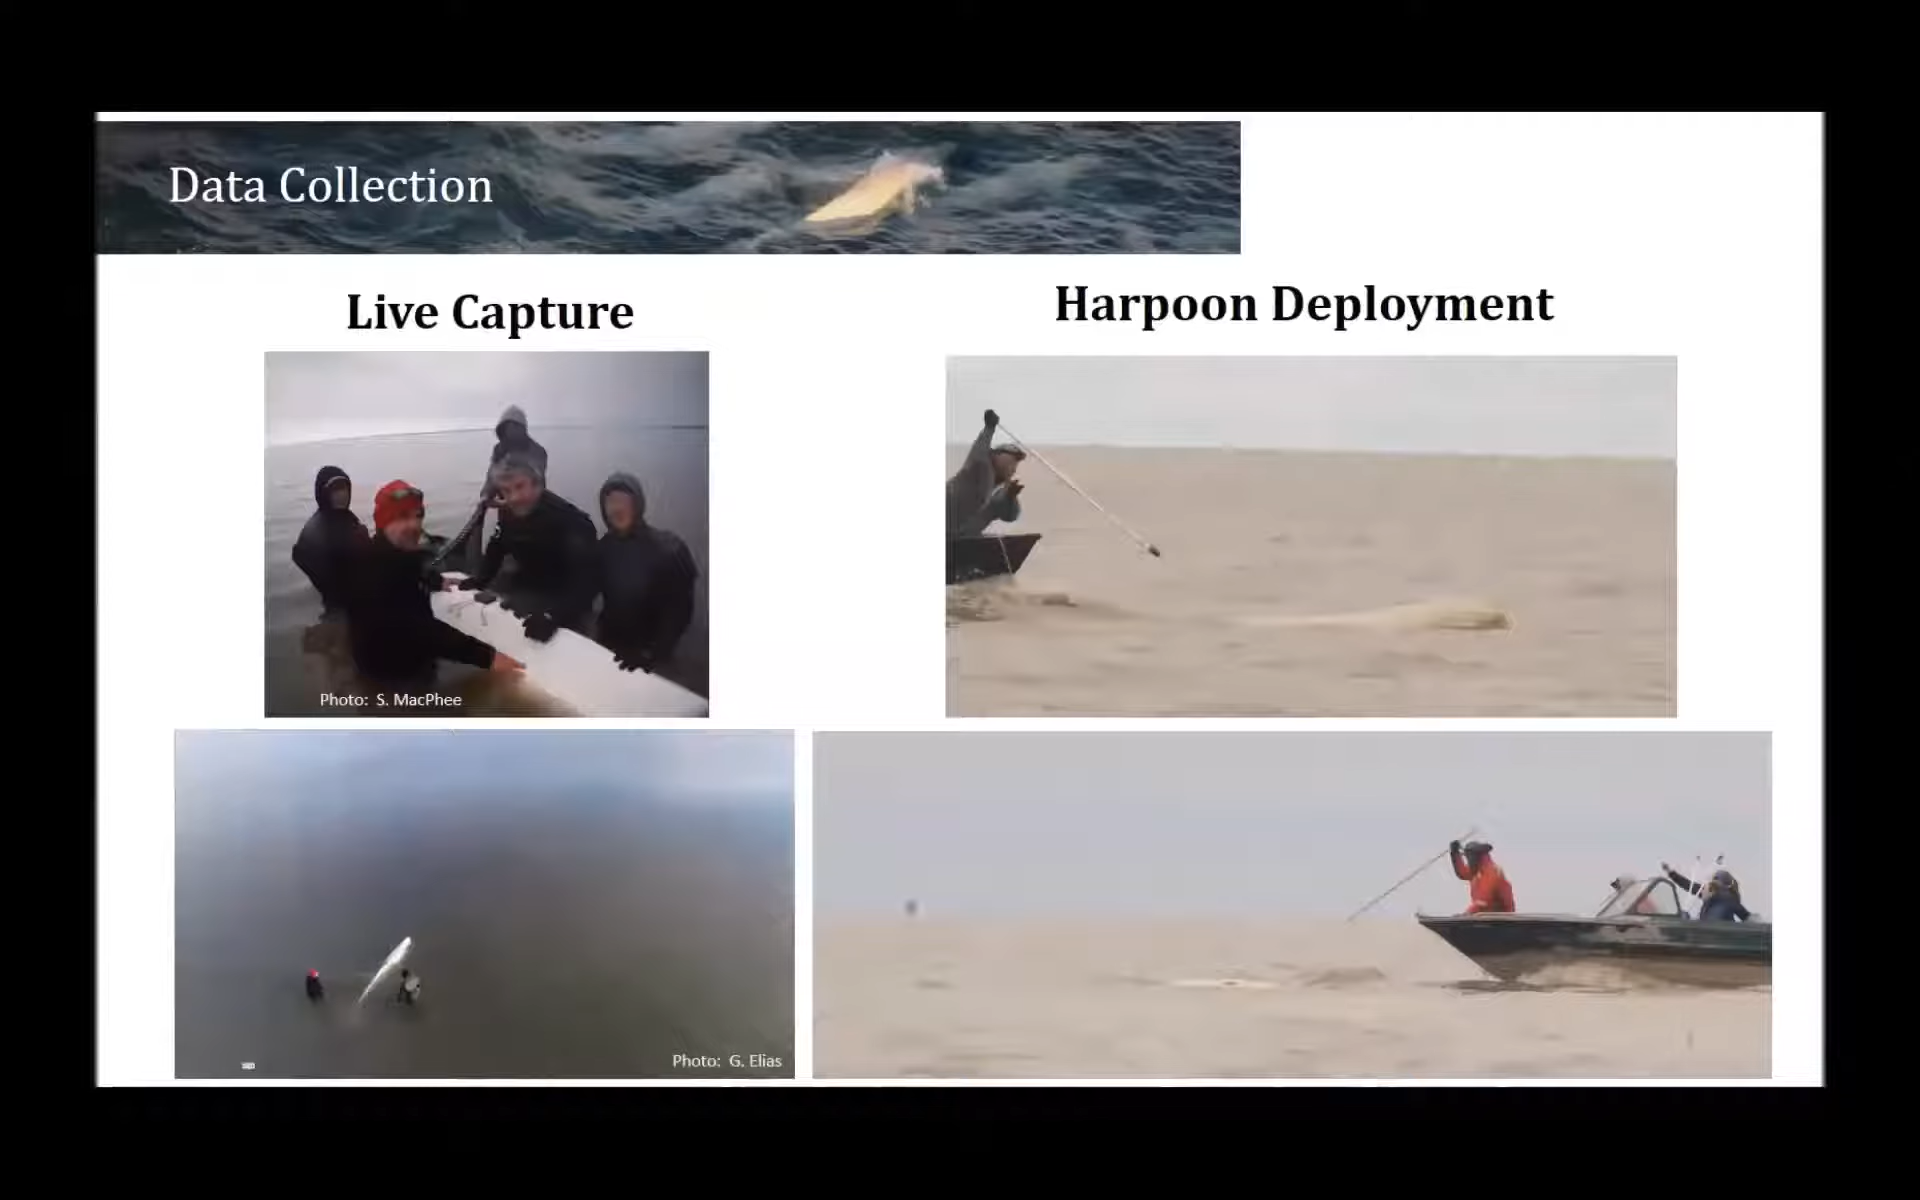 Data Collection
Live Capture
Harpoon Deployment
Photo: S. MacPhee
Photo: G. Elias